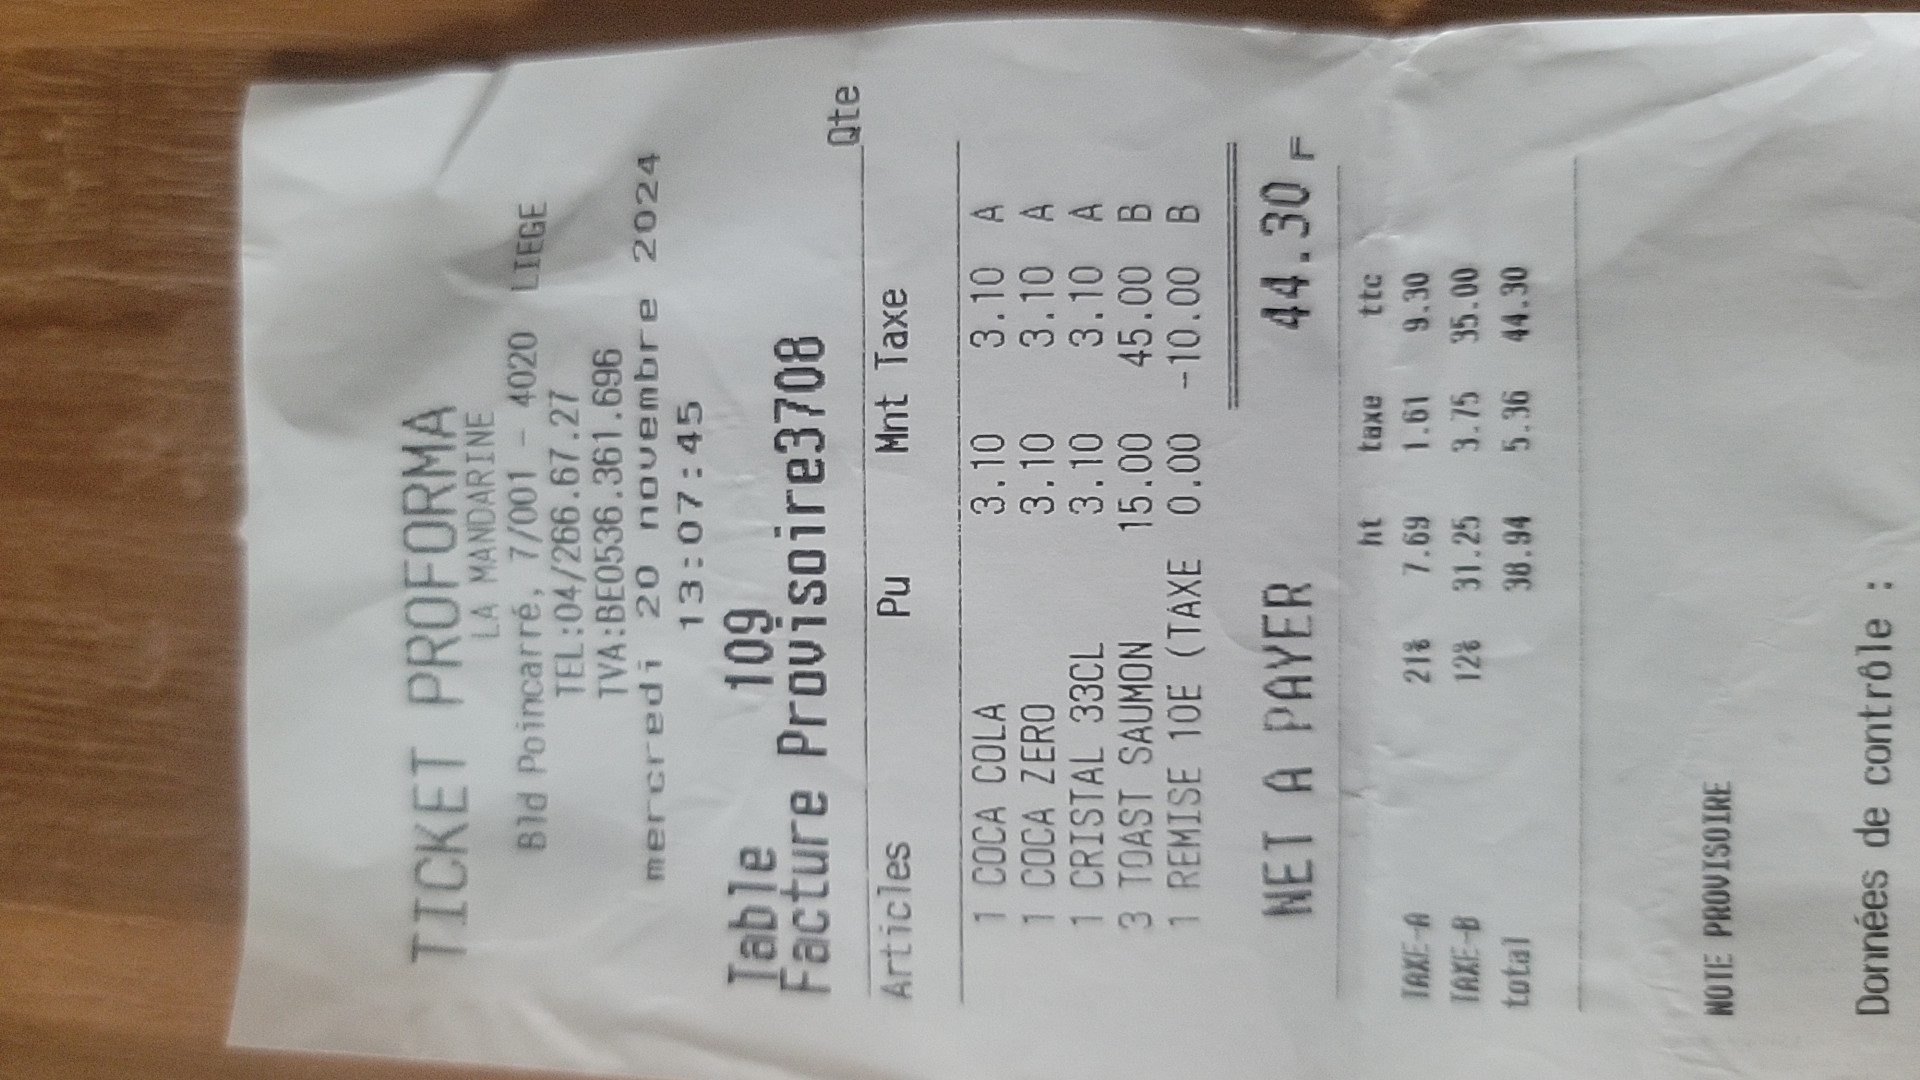 TICKET PROFORMA
LA MANDARINE
Bld Poincarré, 7/001 - 4020 LIEGE
TEL:04/266.67.27
TVA:BE0536.361.696
mercredi 20 novembre 2024
13:07:45
Table 109
Facture Provisoire3708
Qte
Articles Pu Mnt Taxe
1 COCA COLA 3.10 3.10 A
1 COCA ZERO 3.10 3.10 A
1 CRISTAL 33CL 3.10 3.10 A
3 TOAST SAUMON 15.00 45.00 B
1 REMISE 10E (TAXE 0.00 -10.00 B
NET A PAYER 44.30 F
ht taxe ttc
TAXE-A 21% 7.69 1.61 9.30
TAXE-B 12% 31.25 3.75 35.00
total 38.94 5.36 44.30
NOTE PROVISOIRE
Données de contrôle :